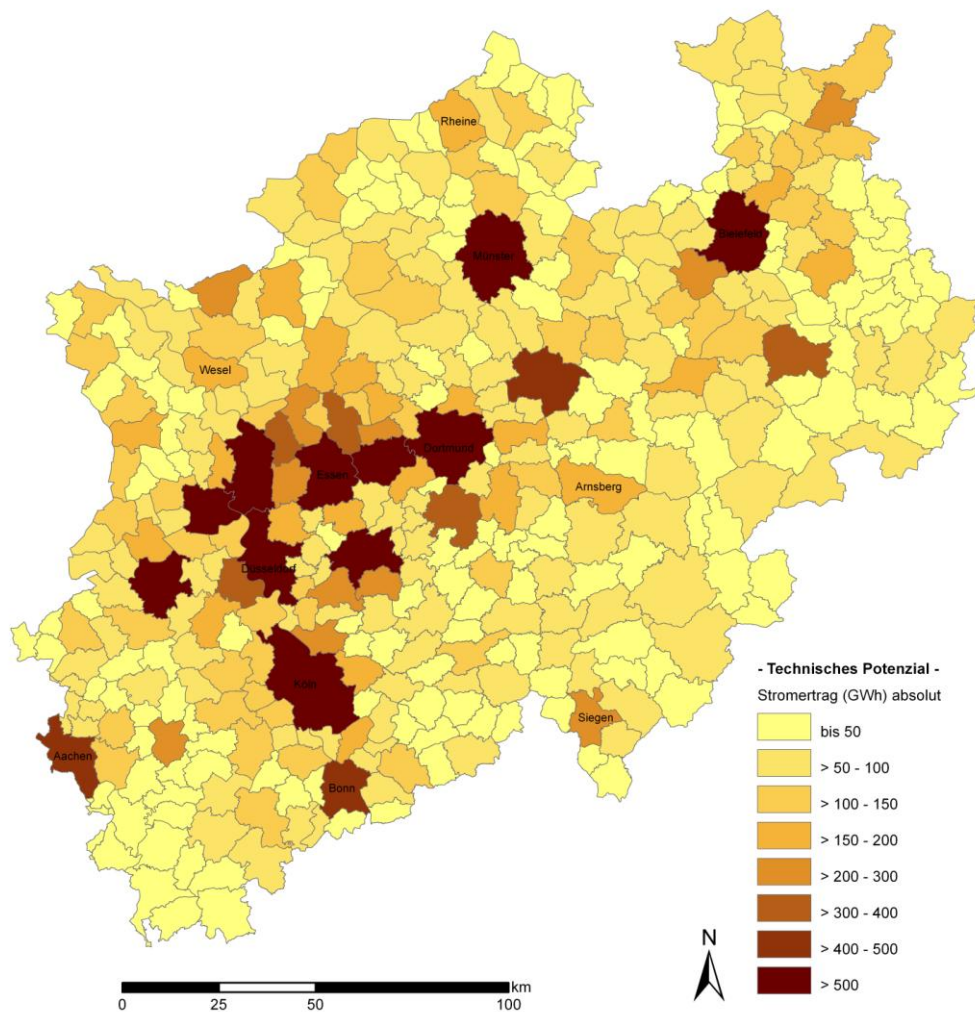 Rheine
Bielefeld
Münster
Wesel
Dortmund
Essen
Arnsberg
Düsseldorf
Köln
Siegen
Aachen
Bonn
- Technisches Potenzial -
Stromertrag (GWh) absolut
bis 50
> 50 - 100
> 100 - 150
> 150 - 200
> 200 - 300
> 300 - 400
> 400 - 500
> 500
N
km
0 25 50 100